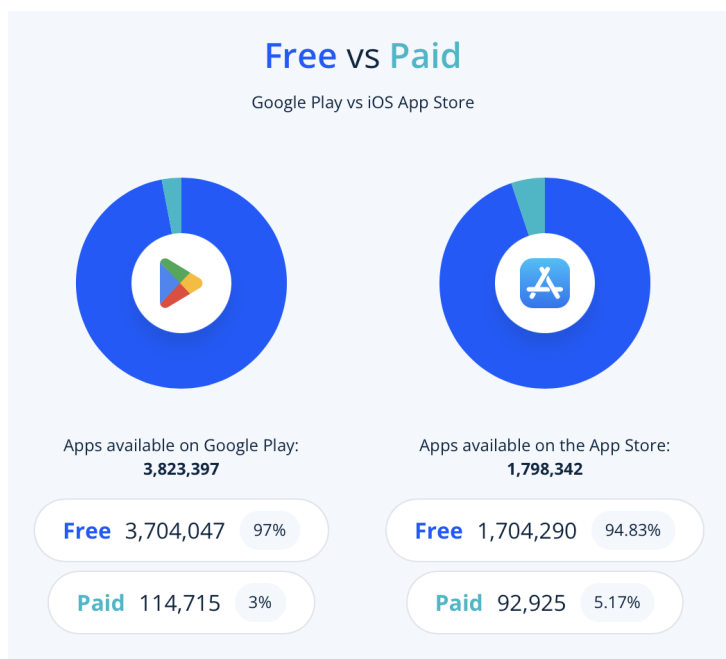 Free vs Paid
Google Play vs iOS App Store
Apps available on Google Play:
3,823,397
Free 3,704,047 97%
Paid 114,715 3%
Apps available on the App Store:
1,798,342
Free 1,704,290 94.83%
Paid 92,925 5.17%